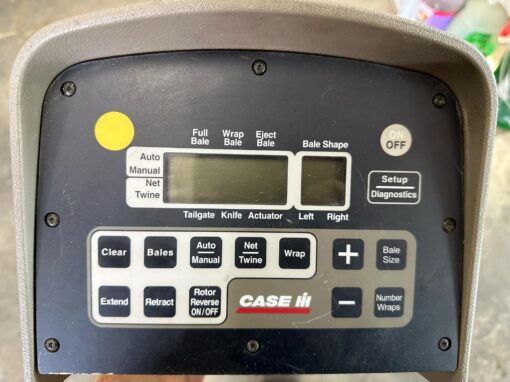 Full Bale
Wrap Bale
Eject Bale
Bale Shape
ON
OFF
Auto
Manual
Net
Twine
Setup
Diagnostics
Tailgate Knife Actuator
Left Right
Clear
Bales
Auto
Manual
Net
Twine
Wrap
+
Bale
Size
Extend
Retract
Rotor
Reverse
ON/OFF
CASE IH
−
Number
Wraps